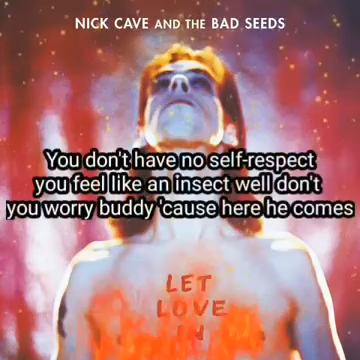 NICK CAVE AND THE BAD SEEDS
You don't have no self-respect
you feel like an insect well don't
you worry buddy 'cause here he comes
LET
LOVE
IN